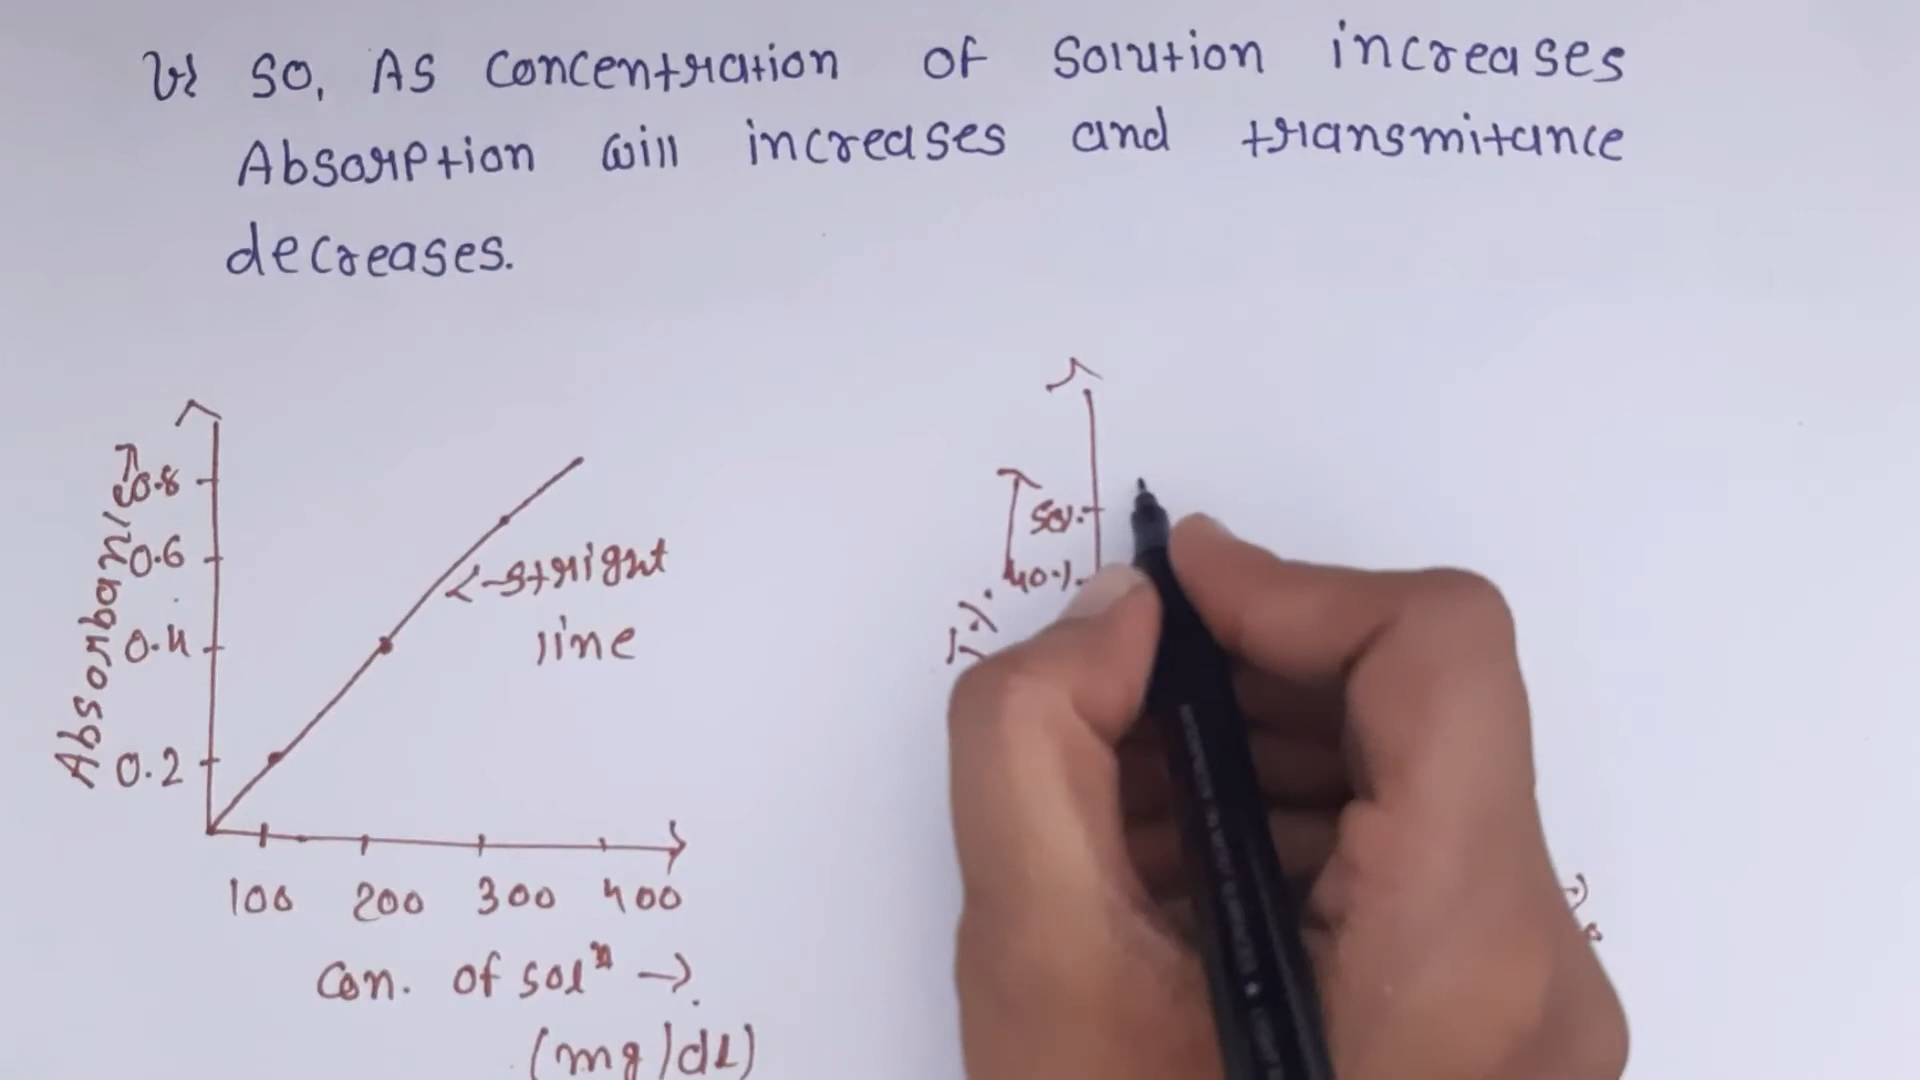 v) So, As concentration of solution increases
Absorption will increases and transmitance
decreases.
Absorbance
0.8
0.6
0.4
0.2
<-stright
line
100 200 300 400
Con. of solⁿ →
(mg/dL)
50%
40%
T%